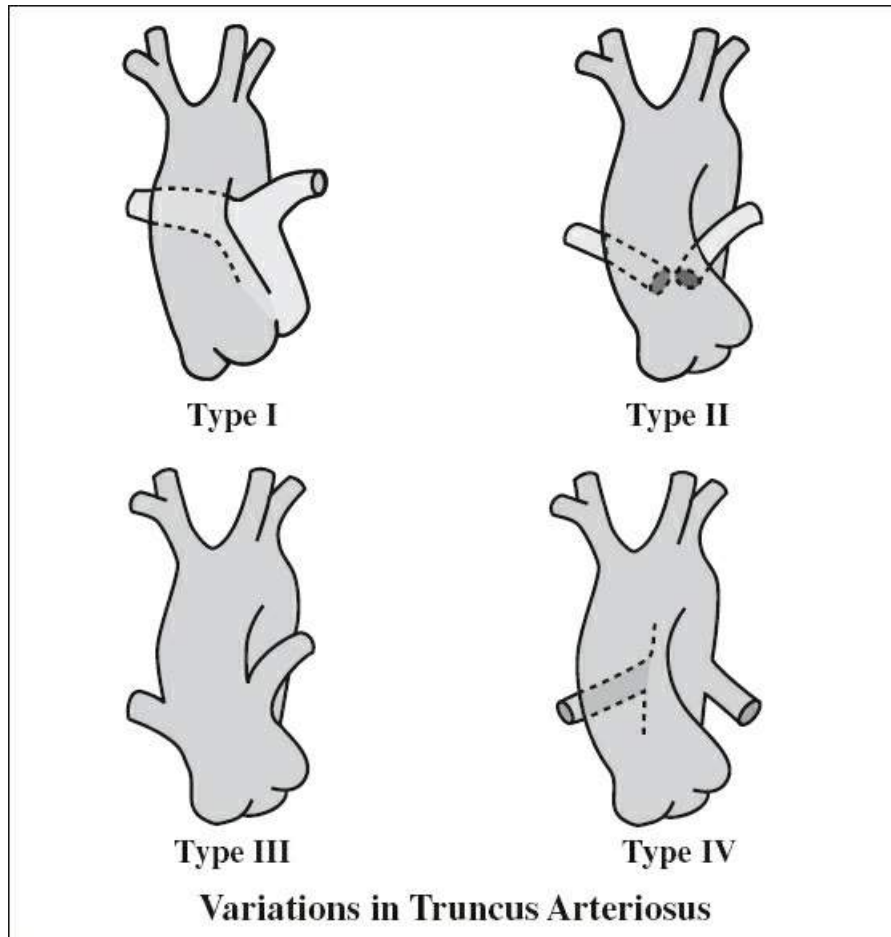 Type I
Type II
Type III
Type IV
Variations in Truncus Arteriosus